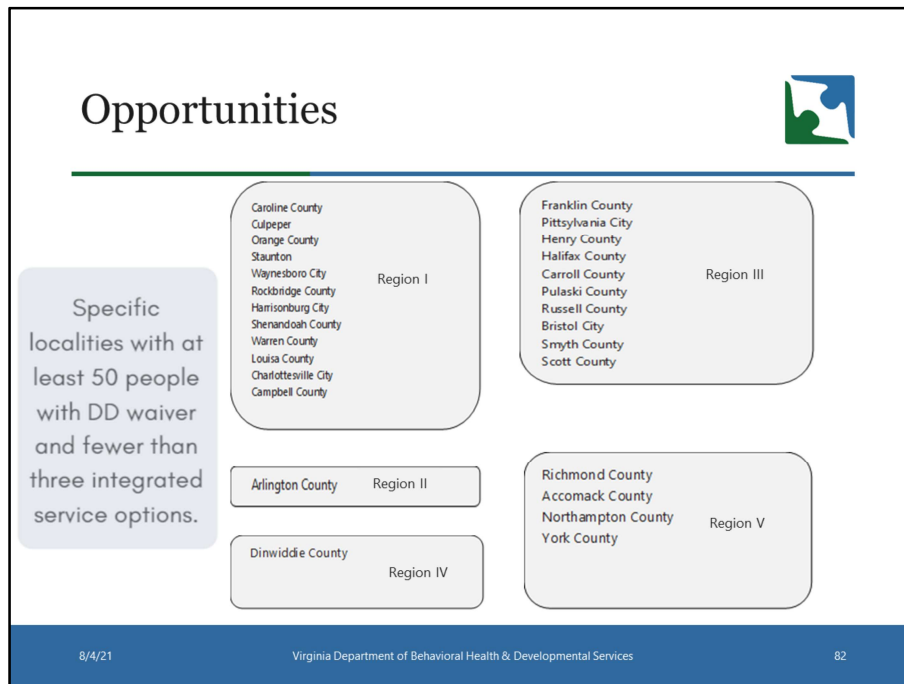 Opportunities
Specific
localities with at
least 50 people
with DD waiver
and fewer than
three integrated
service options.
Caroline County
Culpeper
Orange County
Staunton
Waynesboro City
Rockbridge County
Harrisonburg City
Shenandoah County
Warren County
Louisa County
Charlottesville City
Campbell County
Region I
Franklin County
Pittsylvania City
Henry County
Halifax County
Carroll County
Pulaski County
Russell County
Bristol City
Smyth County
Scott County
Region III
Arlington County
Region II
Dinwiddie County
Region IV
Richmond County
Accomack County
Northampton County
York County
Region V
8/4/21
Virginia Department of Behavioral Health & Developmental Services
82